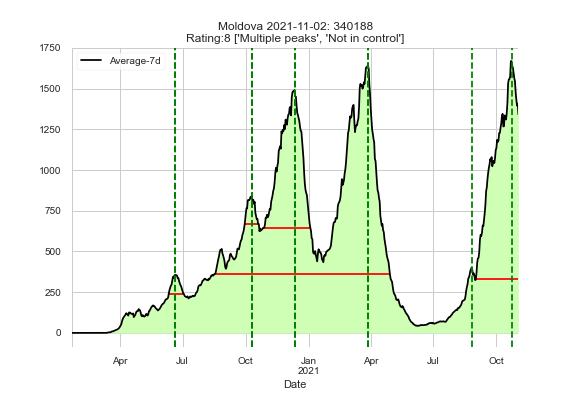 Moldova 2021-11-02: 340188
Rating:8 ['Multiple peaks', 'Not in control']
1750
Average-7d
1500
1250
1000
750
500
250
0
Apr Jul Oct Jan Apr Jul Oct
2021
Date